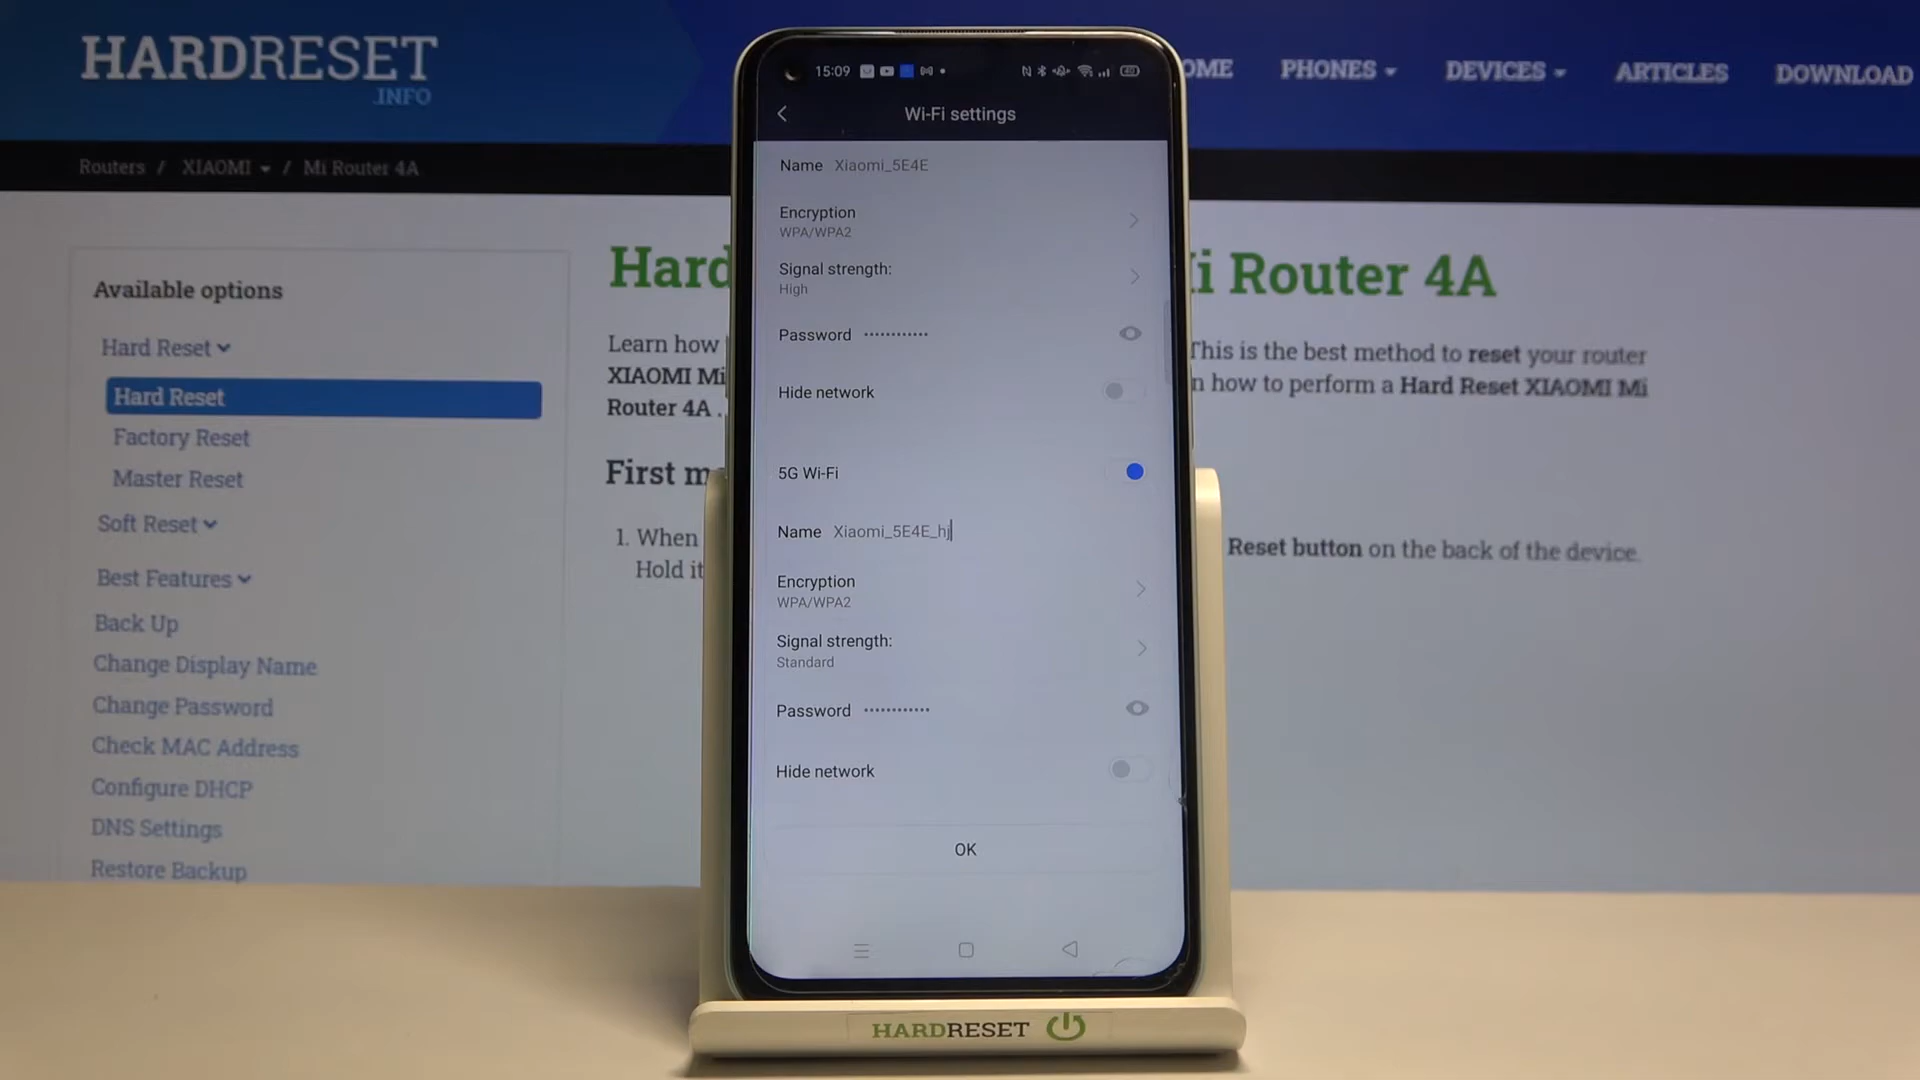 HARDRESET
.INFO
OME
PHONES
DEVICES
ARTICLES
DOWNLOAD
Routers / XIAOMI / Mi Router 4A
Available options
Hard Reset
Hard Reset
Factory Reset
Master Reset
Soft Reset
Best Features
Back Up
Change Display Name
Change Password
Check MAC Address
Configure DHCP
DNS Settings
Restore Backup
Hard
i Router 4A
Learn how
XIAOMI Mi
Router 4A .
This is the best method to reset your router
n how to perform a Hard Reset XIAOMI Mi
First m
1. When
Hold it
Reset button on the back of the device.
15:09
Wi-Fi settings
Name Xiaomi_5E4E
Encryption
WPA/WPA2
Signal strength:
High
Password ••••••••••••
Hide network
5G Wi-Fi
Name Xiaomi_5E4E_hj
Encryption
WPA/WPA2
Signal strength:
Standard
Password ••••••••••••
Hide network
OK
HARDRESET